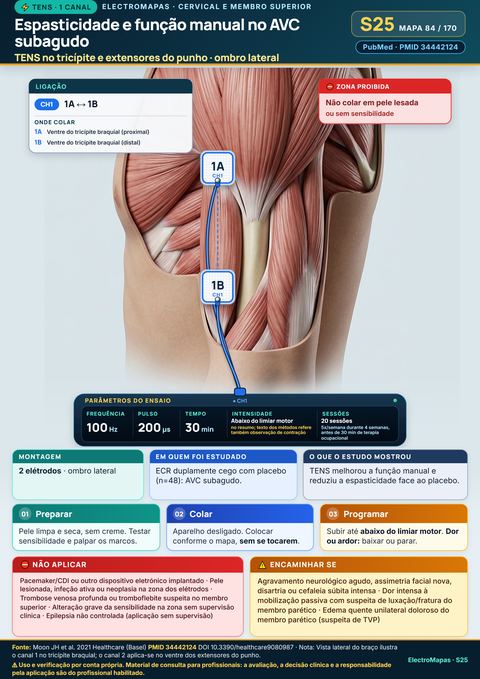 ⚡ TENS · 1 CANAL ELECTROMAPAS · CERVICAL E MEMBRO SUPERIOR
Espasticidade e função manual no AVC
subagudo
TENS no tricípite e extensores do punho · ombro lateral
S25 MAPA 84 / 170
PubMed · PMID 34442124
LIGAÇÃO
CH1 1A ↔ 1B
ONDE COLAR
1A Ventre do tricípite braquial (proximal)
1B Ventre do tricípite braquial (distal)
⛔ ZONA PROIBIDA
Não colar em pele lesada
ou sem sensibilidade
1A
CH1
1B
CH1
PARÂMETROS DO ENSAIO
CH1
FREQUÊNCIA
100 Hz
PULSO
200 µs
TEMPO
30 min
INTENSIDADE
Abaixo do limiar motor
no resumo; texto dos métodos refere
também observação de contração
SESSÕES
20 sessões
5x/semana durante 4 semanas,
antes de 30 min de terapia
ocupacional
MONTAGEM
2 elétrodos · ombro lateral
EM QUEM FOI ESTUDADO
ECR duplamente cego com placebo
(n=48): AVC subagudo.
O QUE O ESTUDO MOSTROU
TENS melhorou a função manual e
reduziu a espasticidade face ao placebo.
01 Preparar
Pele limpa e seca, sem creme. Testar
sensibilidade e palpar os marcos.
02 Colar
Aparelho desligado. Colocar
conforme o mapa, sem se tocarem.
03 Programar
Subir até abaixo do limiar motor. Dor
ou ardor: baixar ou parar.
⛔ NÃO APLICAR
Pacemaker/CDI ou outro dispositivo eletrónico implantado · Pele
lesionada, infeção ativa ou neoplasia na zona dos elétrodos ·
Trombose venosa profunda ou tromboflebite suspeita no membro
superior · Alteração grave da sensibilidade na zona sem supervisão
clínica · Epilepsia não controlada (aplicação sem supervisão)
⚠ ENCAMINHAR SE
Agravamento neurológico agudo, assimetria facial nova,
disartria ou cefaleia súbita intensa · Dor intensa à
mobilização passiva com suspeita de luxação/fratura do
membro parético · Edema quente unilateral doloroso do
membro parético (suspeita de TVP)
Fonte: Moon JH et al. 2021 Healthcare (Basel) PMID 34442124 DOI 10.3390/healthcare9080987 · Nota: Vista lateral do braço ilustra
o canal 1 no tricípite braquial; o canal 2 aplica-se no ventre dos extensores do punho.
⚠ Uso e verificação por conta própria. Material de consulta para profissionais: a avaliação, a decisão clínica e a responsabilidade
pela aplicação são do profissional habilitado.
ElectroMapas · S25